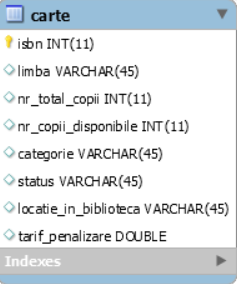 carte
isbn INT(11)
limba VARCHAR(45)
nr_total_copii INT(11)
nr_copii_disponibile INT(11)
categorie VARCHAR(45)
status VARCHAR(45)
locatie_in_biblioteca VARCHAR(45)
tarif_penalizare DOUBLE
Indexes